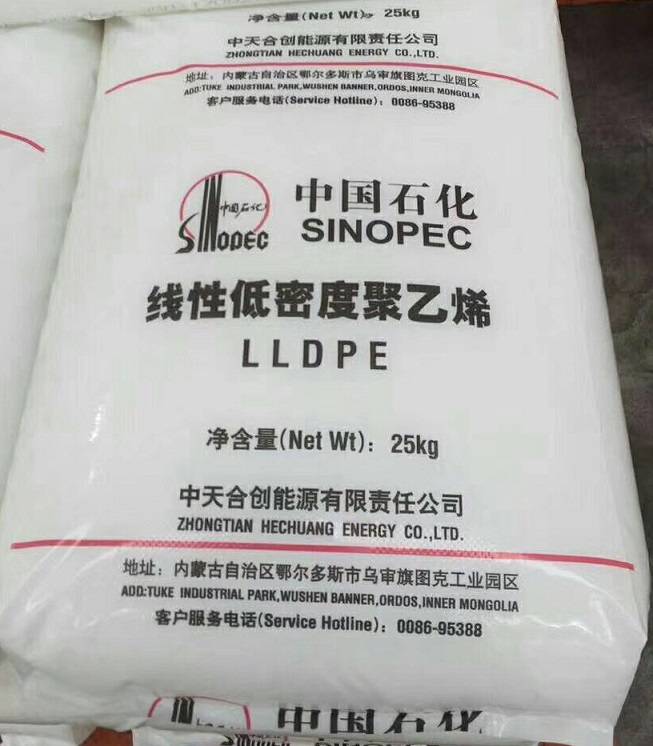 净含量(Net Wt): 25kg
中天合创能源有限责任公司
ZHONGTIAN HECHUANG ENERGY CO.,LTD.
地址：内蒙古自治区鄂尔多斯市乌审旗图克工业园区
ADD:TUKE INDUSTRIAL PARK,WUSHEN BANNER,ORDOS,INNER MONGOLIA
客户服务电话(Service Hotline)：0086-95388
中国石化
SINOPEC
中国石化
SINOPEC
线性低密度聚乙烯
LLDPE
净含量(Net Wt)：25kg
中天合创能源有限责任公司
ZHONGTIAN HECHUANG ENERGY CO.,LTD.
地址：内蒙古自治区鄂尔多斯市乌审旗图克工业园区
ADD:TUKE INDUSTRIAL PARK,WUSHEN BANNER,ORDOS,INNER MONGOLIA
客户服务电话(Service Hotline)：0086-95388
中国石化